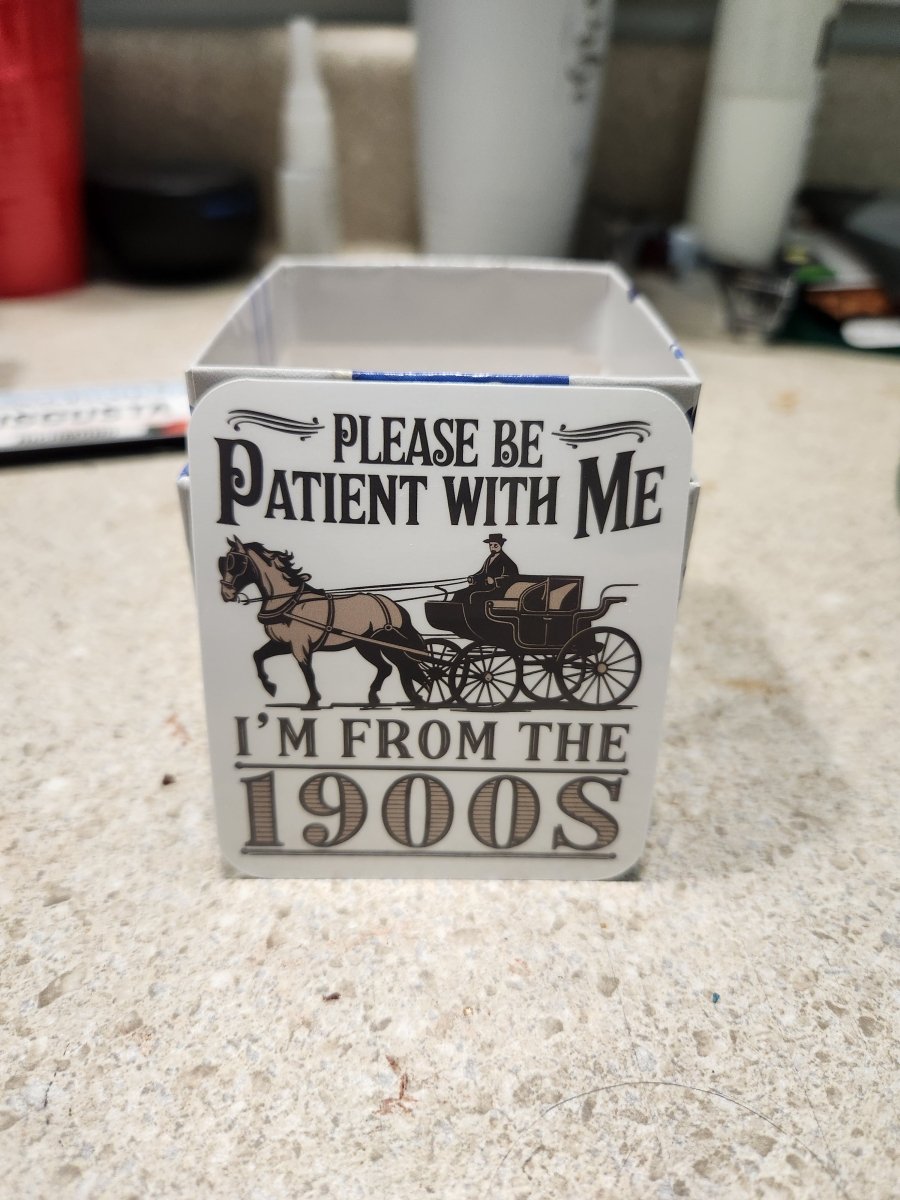 PLEASE BE
PATIENT WITH ME
I'M FROM THE
1900S